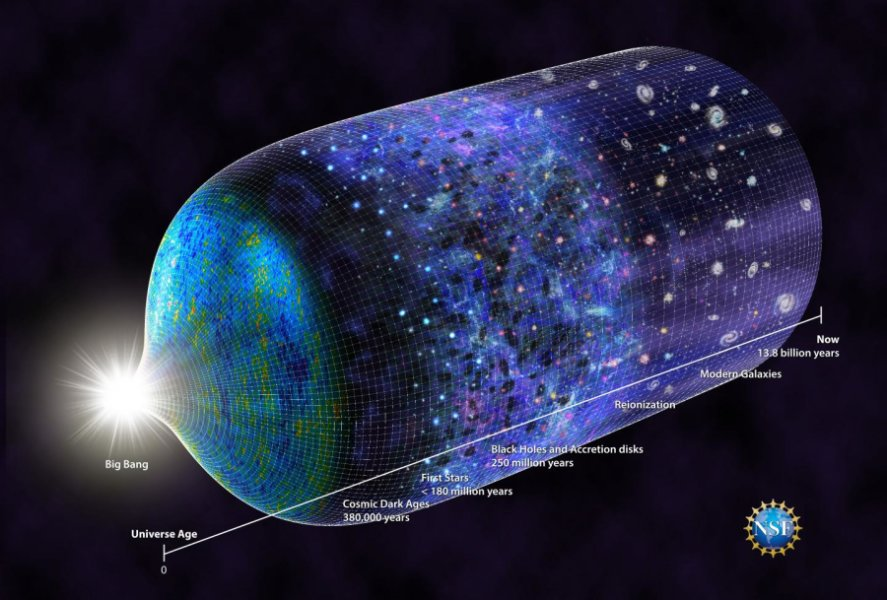 Now
13.8 billion years
Modern Galaxies
Reionization
Black Holes and Accretion disks
250 million years
First Stars
< 180 million years
Cosmic Dark Ages
380,000 years
Big Bang
Universe Age
0
NSF